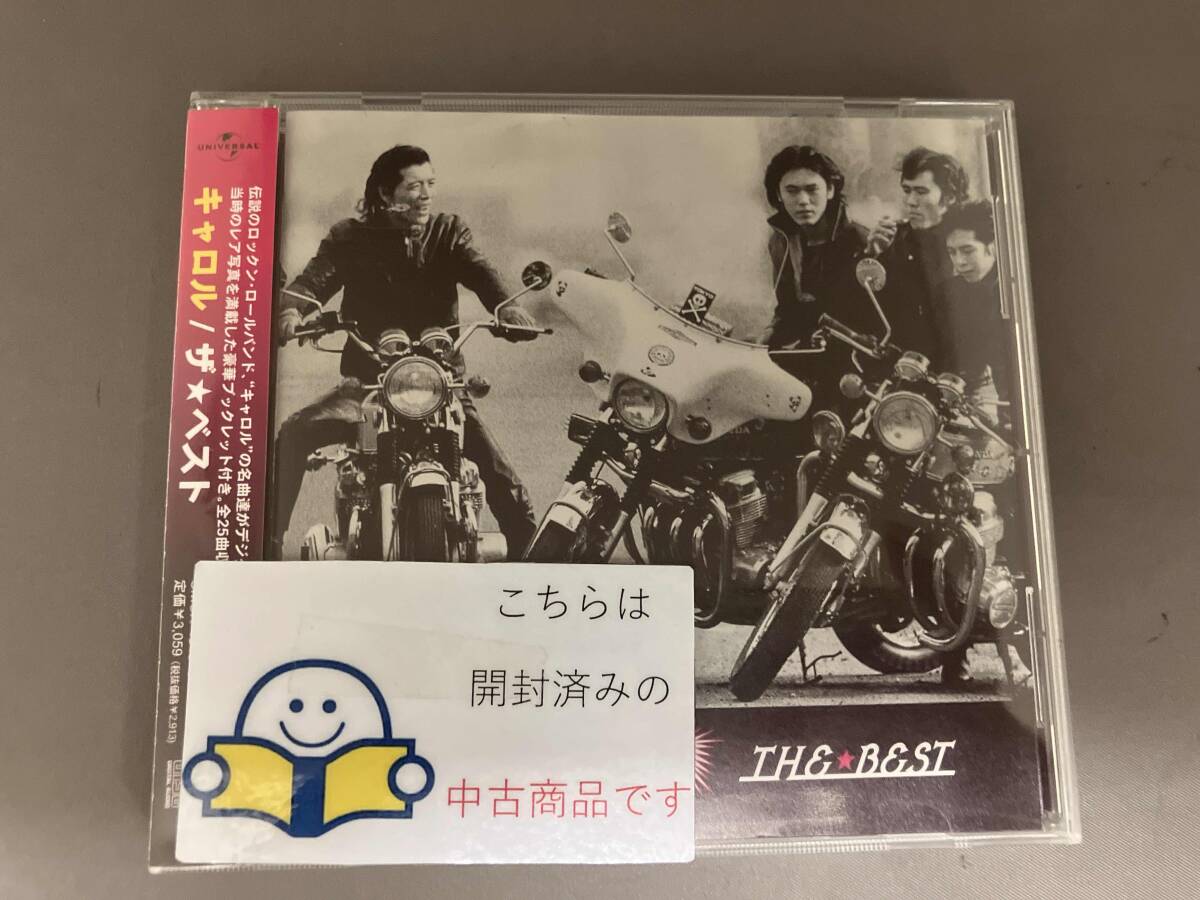 UNIVERSAL
キャロル/ザ★ベスト
伝説のロックン・ロールバンド、“キャロル”の名曲達がデジ
当時のレア写真を満載した豪華ブックレット付き。全25曲
定価¥3,059（税抜価格¥2,913）
こちらは
開封済みの
中古商品です
THE★BEST